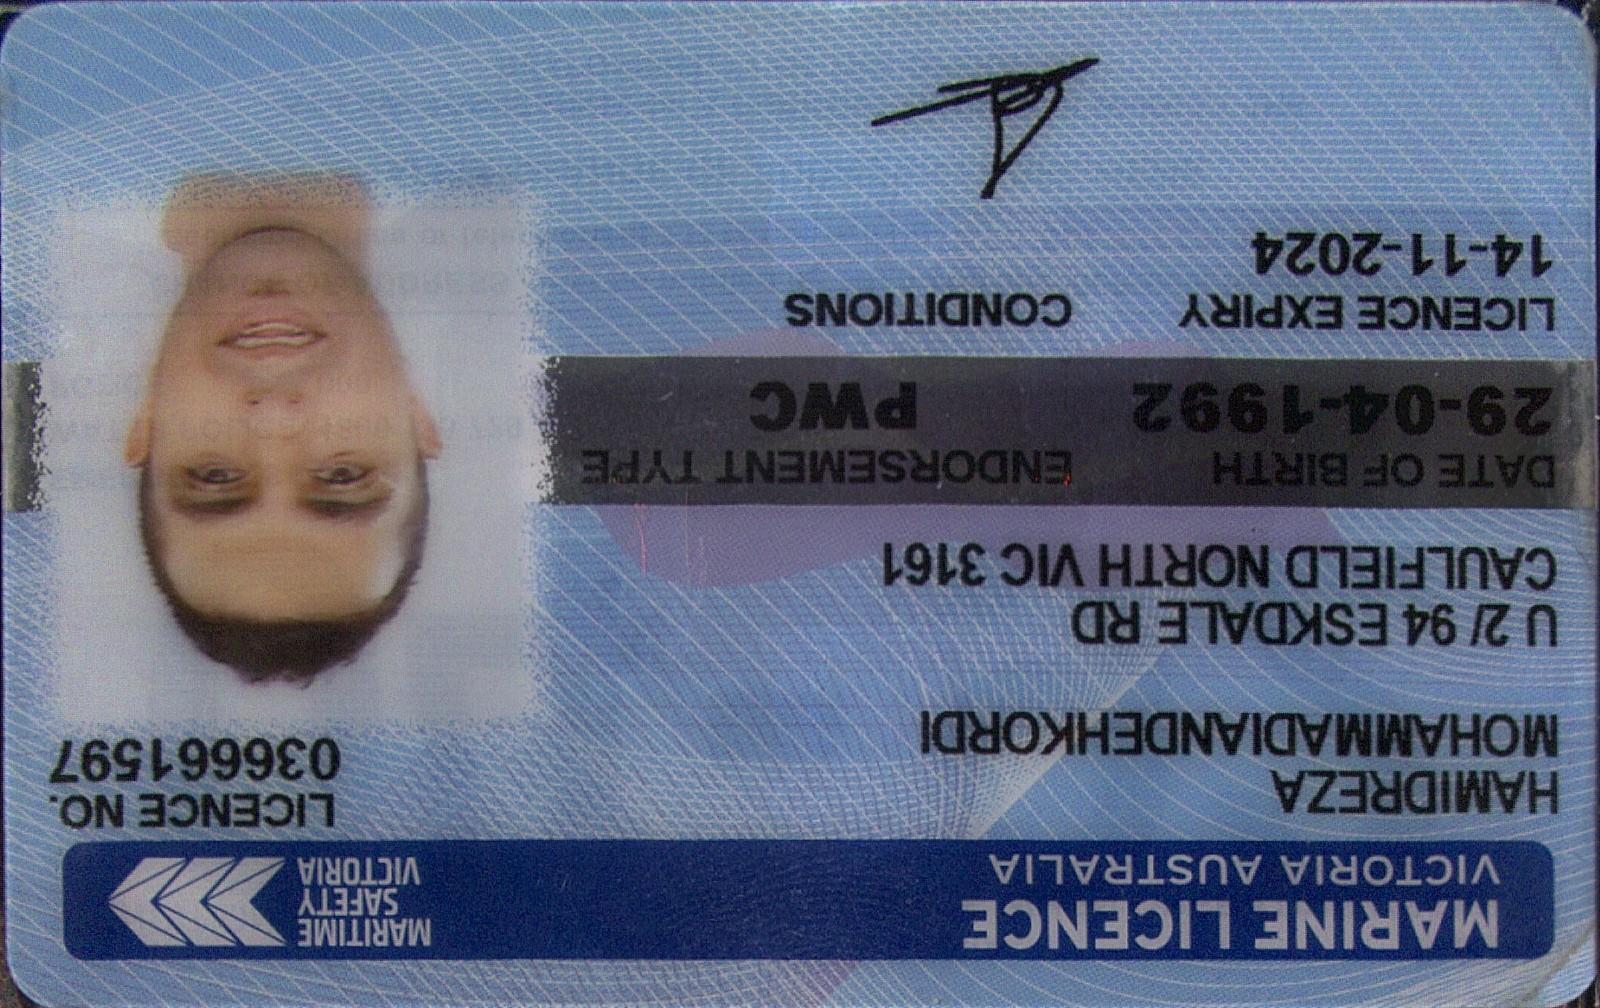 MARINE LICENCE
VICTORIA AUSTRALIA
MARITIME
SAFETY
VICTORIA
HAMIDREZA
MOHAMMADIANDEHKORDI
LICENCE NO.
036661597
U 2/ 94 ESKDALE RD
CAULFIELD NORTH VIC 3161
DATE OF BIRTH
29-04-1992
ENDORSEMENT TYPE
PWC
LICENCE EXPIRY
14-11-2024
CONDITIONS